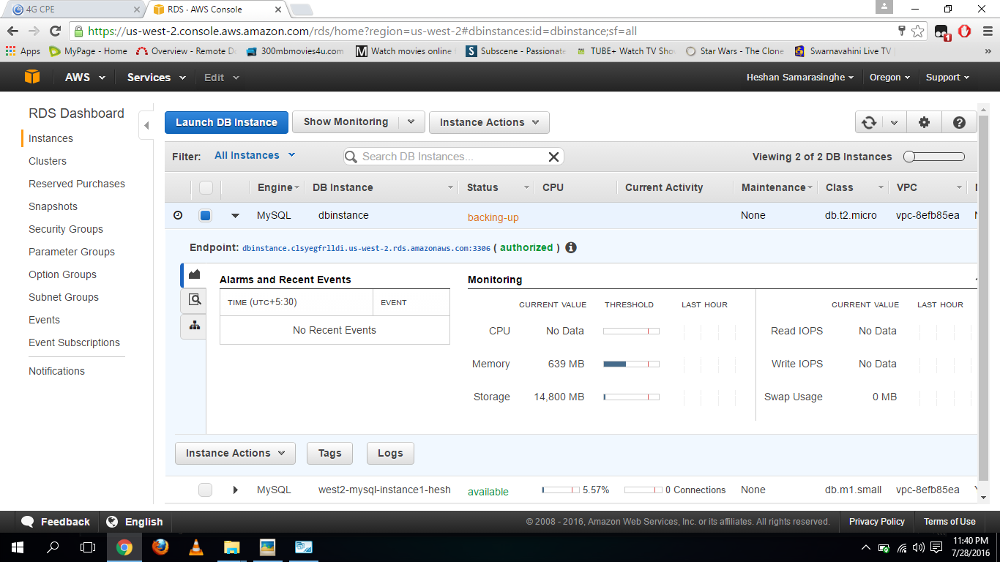 4G CPE
RDS · AWS Console
https://us-west-2.console.aws.amazon.com/rds/home?region=us-west-2#dbinstances:id=dbinstance;sf=all
1
Apps MyPage - Home Overview - Remote D 300mbmovies4u.com Watch movies online Subscene - Passionate TUBE+ Watch TV Sho Star Wars - The Clone Swarnavahini Live TV »
AWS Services Edit Heshan Samarasinghe Oregon Support
RDS Dashboard
Instances
Clusters
Reserved Purchases
Snapshots
Security Groups
Parameter Groups
Option Groups
Subnet Groups
Events
Event Subscriptions
Notifications
Launch DB Instance Show Monitoring Instance Actions
Filter: All Instances Search DB Instances... Viewing 2 of 2 DB Instances
Engine DB Instance Status CPU Current Activity Maintenance Class VPC
MySQL dbinstance backing-up None db.t2.micro vpc-8efb85ea
Endpoint: dbinstance.clsyegfrlldi.us-west-2.rds.amazonaws.com:3306 ( authorized )
Alarms and Recent Events
TIME (UTC+5:30) EVENT
No Recent Events
Monitoring
CURRENT VALUE THRESHOLD LAST HOUR CURRENT VALUE LAST HOUR
CPU No Data Read IOPS No Data
Memory 639 MB Write IOPS No Data
Storage 14,800 MB Swap Usage 0 MB
Instance Actions Tags Logs
MySQL west2-mysql-instance1-hesh available 5.57% 0 Connections None db.m1.small vpc-8efb85ea
Feedback English © 2008 - 2016, Amazon Web Services, Inc. or its affiliates. All rights reserved. Privacy Policy Terms of Use
11:40 PM
7/28/2016